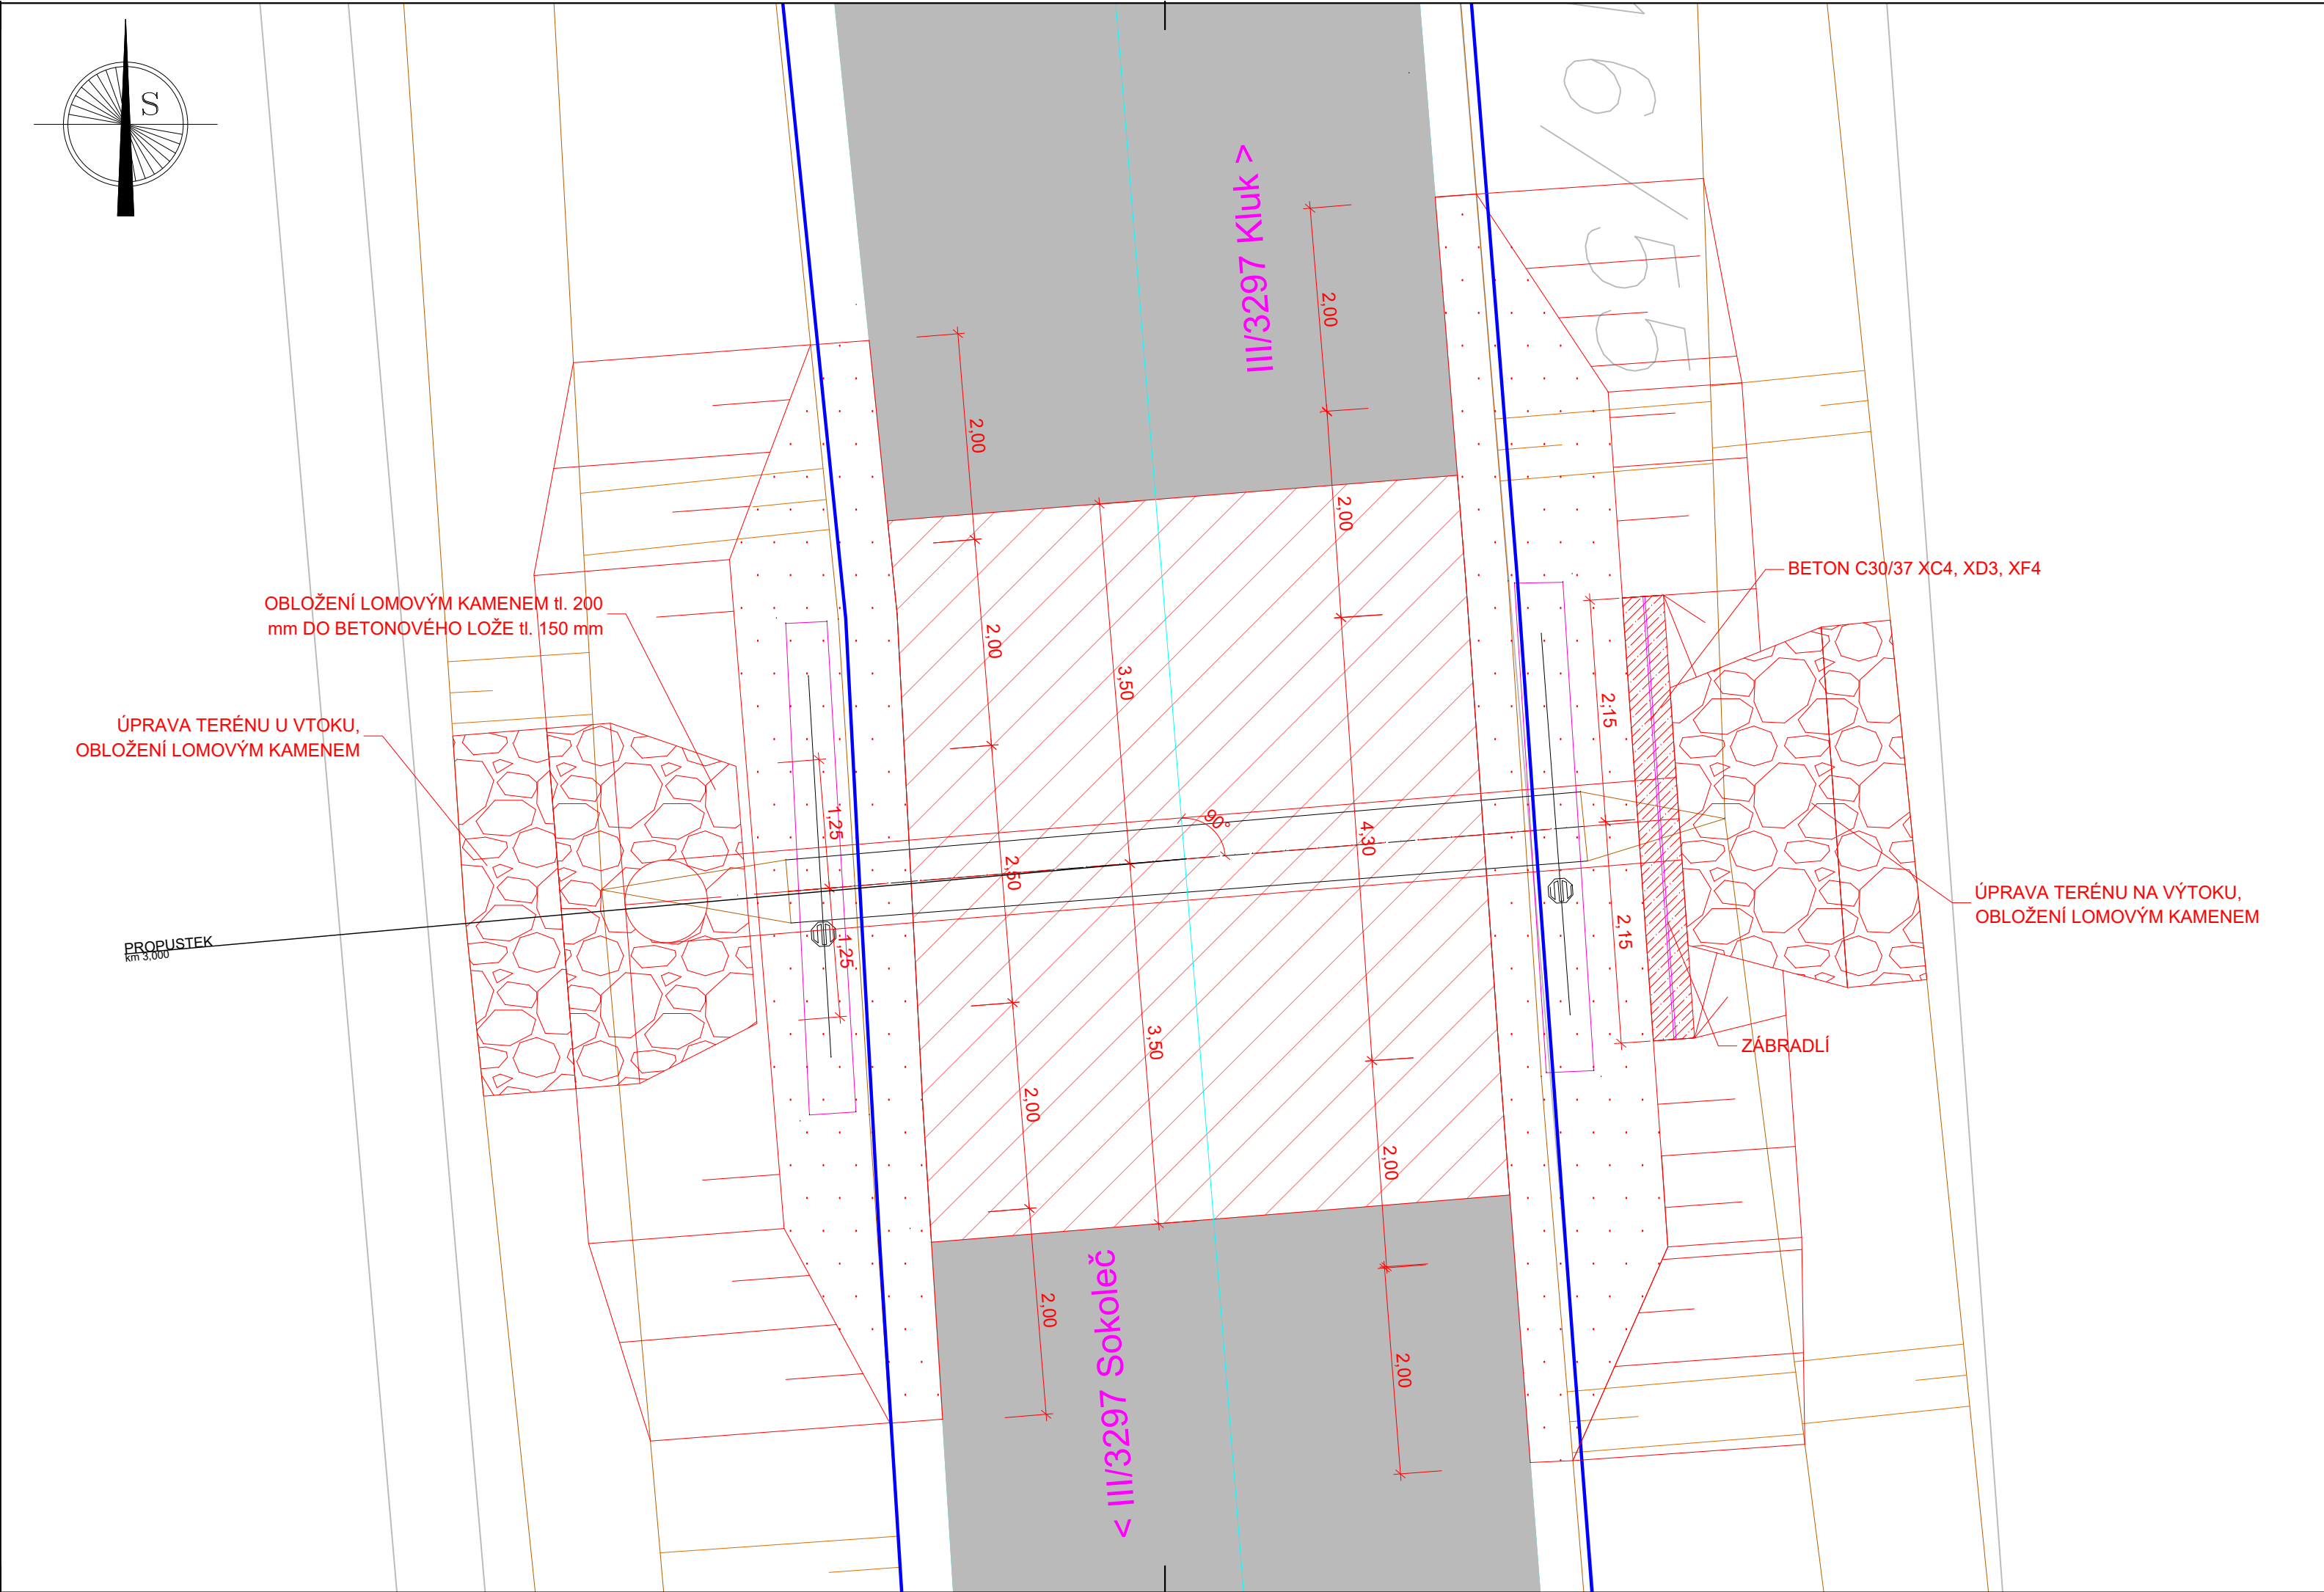 S
III/3297 Kluk >
9/5 5
2,00
2,00
2,00
2,00
3,50
OBLOŽENÍ LOMOVÝM KAMENEM tl. 200
mm DO BETONOVÉHO LOŽE tl. 150 mm
BETON C30/37 XC4, XD3, XF4
ÚPRAVA TERÉNU U VTOKU,
OBLOŽENÍ LOMOVÝM KAMENEM
2,15
1,25
90°
4,30
2,50
ÚPRAVA TERÉNU NA VÝTOKU,
OBLOŽENÍ LOMOVÝM KAMENEM
2,15
1,25
PROPUSTEK
km 3,000
3,50
ZÁBRADLÍ
2,00
2,00
2,00
2,00
< III/3297 Sokoleč